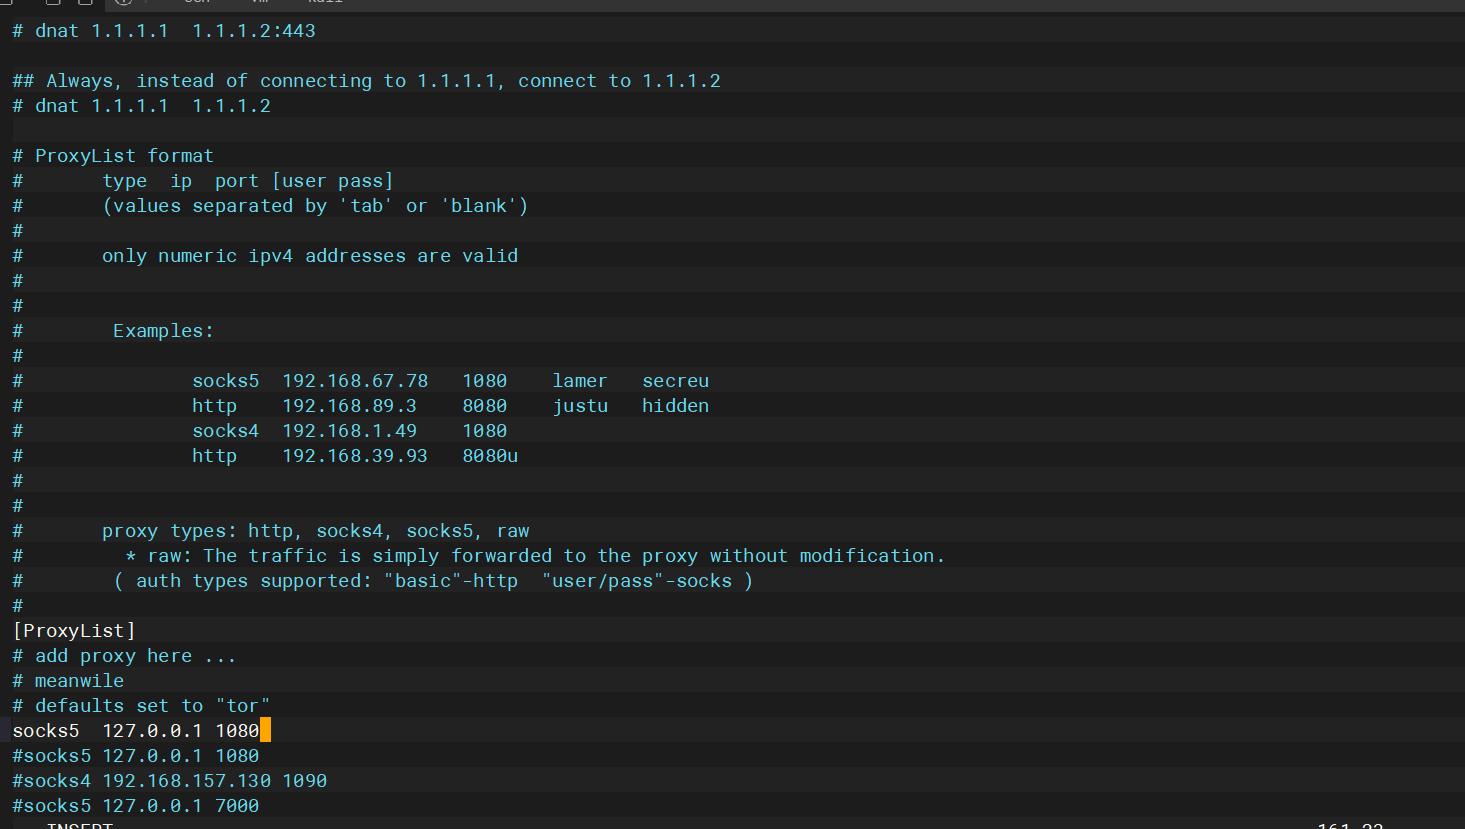 # dnat 1.1.1.1  1.1.1.2:443
## Always, instead of connecting to 1.1.1.1, connect to 1.1.1.2
# dnat 1.1.1.1  1.1.1.2
# ProxyList format
#       type  ip  port [user pass]
#       (values separated by 'tab' or 'blank')
#
#       only numeric ipv4 addresses are valid
#
#
#        Examples:
#
#               socks5  192.168.67.78   1080    lamer   secreu
#               http    192.168.89.3    8080    justu   hidden
#               socks4  192.168.1.49    1080
#               http    192.168.39.93   8080u
#
#
#       proxy types: http, socks4, socks5, raw
#         * raw: The traffic is simply forwarded to the proxy without modification.
#        ( auth types supported: "basic"-http  "user/pass"-socks )
#
[ProxyList]
# add proxy here ...
# meanwile
# defaults set to "tor"
socks5  127.0.0.1 1080
#socks5 127.0.0.1 1080
#socks4 192.168.157.130 1090
#socks5 127.0.0.1 7000
INSERT